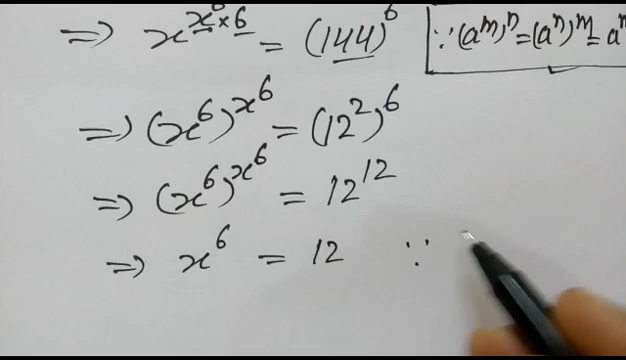 ⇒ x^(x^6 × 6) = (144)^6 ∵ (a^m)^n = (a^n)^m = a^
⇒ (x^6)^(x^6) = (12^2)^6
⇒ (x^6)^(x^6) = 12^12
⇒ x^6 = 12 ∵